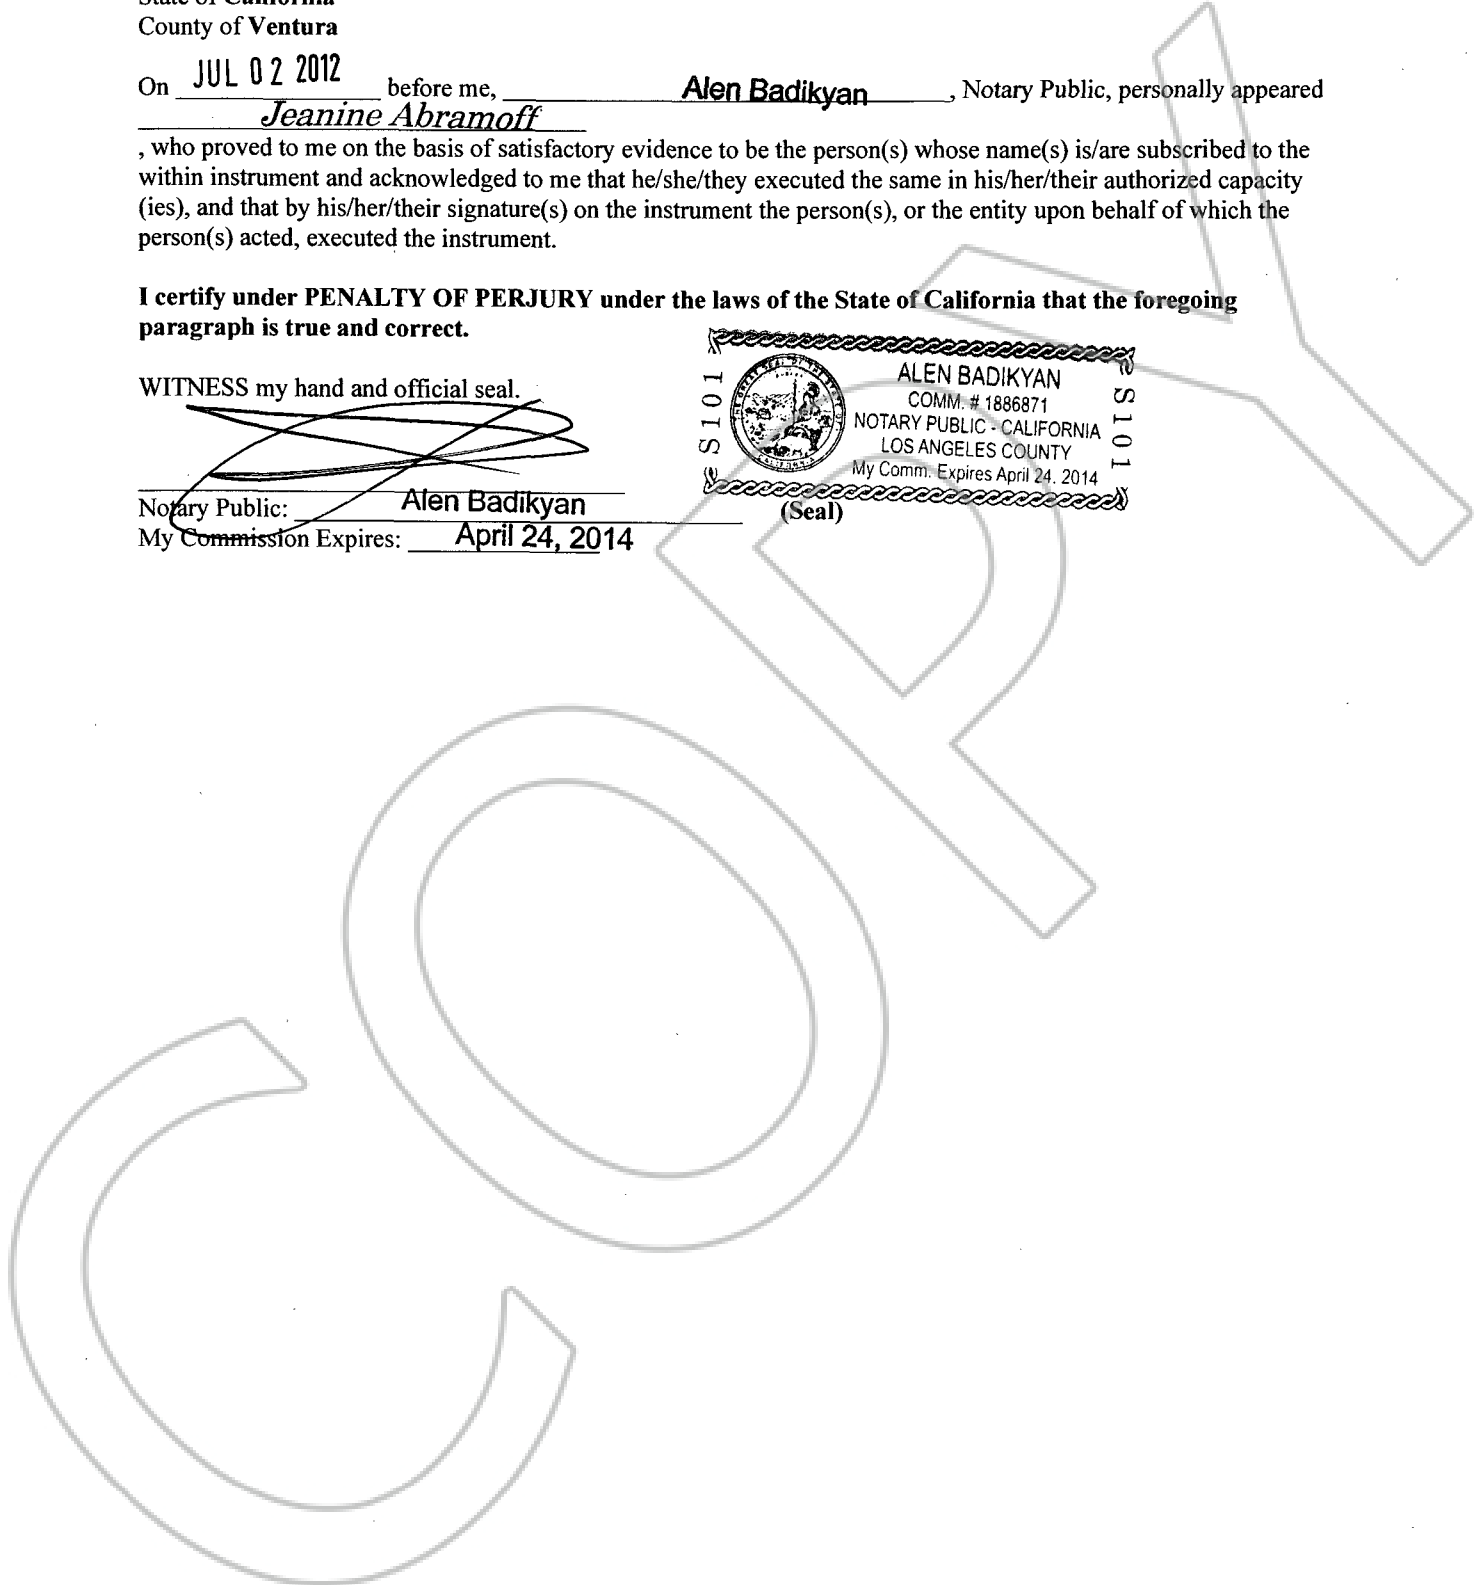 State of California
County of Ventura
On JUL 02 2012 before me, Alen Badikyan, Notary Public, personally appeared
Jeanine Abramoff
, who proved to me on the basis of satisfactory evidence to be the person(s) whose name(s) is/are subscribed to the
within instrument and acknowledged to me that he/she/they executed the same in his/her/their authorized capacity
(ies), and that by his/her/their signature(s) on the instrument the person(s), or the entity upon behalf of which the
person(s) acted, executed the instrument.
I certify under PENALTY OF PERJURY under the laws of the State of California that the foregoing
paragraph is true and correct.
WITNESS my hand and official seal.
ALEN BADIKYAN
COMM. # 1886871
NOTARY PUBLIC - CALIFORNIA
LOS ANGELES COUNTY
My Comm. Expires April 24. 2014
S101
S101
Notary Public: Alen Badikyan
(Seal)
My Commission Expires: April 24, 2014
COPY